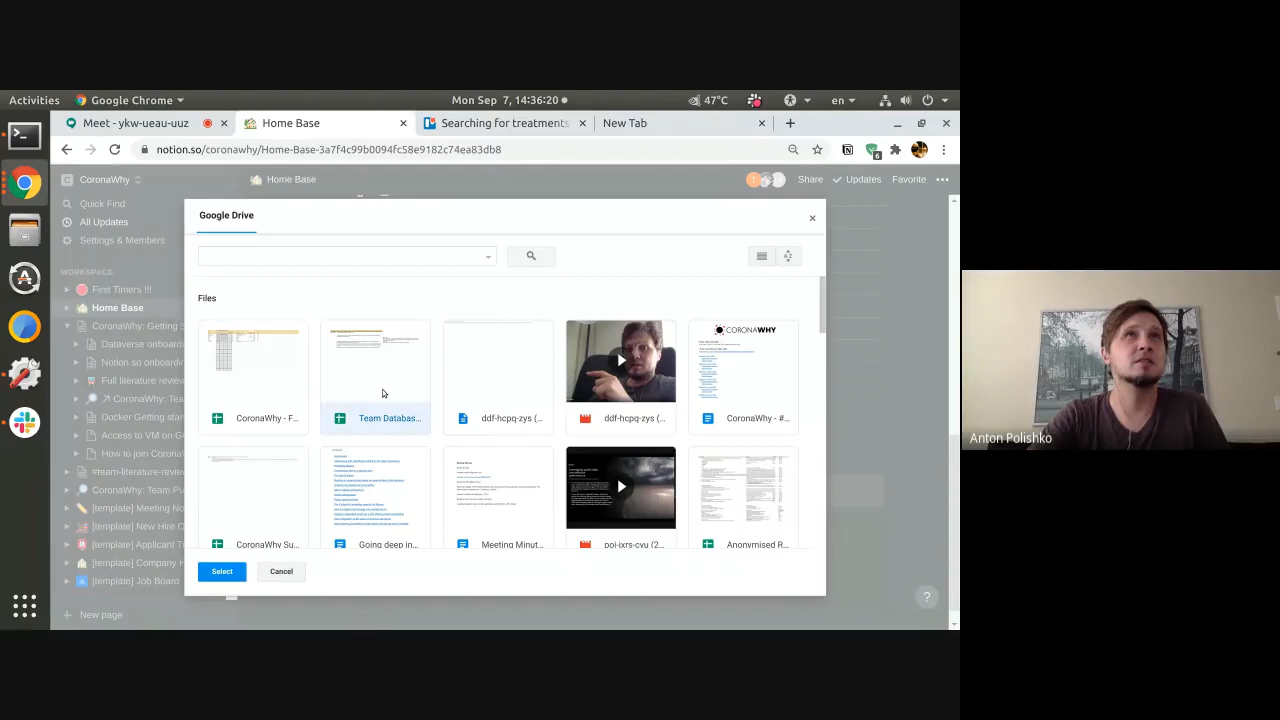 Activities
Google Chrome
Mon Sep 7, 14:36:20
47°C
en
Meet - ykw-ueau-uuz
Home Base
Searching for treatments
New Tab
notion.so/coronawhy/Home-Base-3a7f4c99b0094fc58e9182c74ea83db8
6
C CoronaWhy
Home Base
Share
Updates
Favorite
Quick Find
All Updates
Settings & Members
WORKSPACE
First Timers !!!
Home Base
CoronaWhy: Getting S
Dataverse onboard
Notion.so onboardin
Full literature review
CoronaWhy: Tea
Docker Getting star
Access to VM on G
How to join Corona
#team-literature-revie
CoronaWhy: Team Pu
[template] Meeting No
[template] New Hire O
[template] Applicant T
[template] Company H
[template] Job Board
New page
Google Drive
Files
CORONAWHY
CoronaWhy - F...
Team Databas...
ddf-hcpq-zys (...
ddf-hcpq-zys (...
CoronaWhy - #...
CoronaWhy Su...
Going deep in...
Meeting Minut...
poi-ixrs-cvu (2...
Anonymised R...
Select
Cancel
?
Anton Polishko